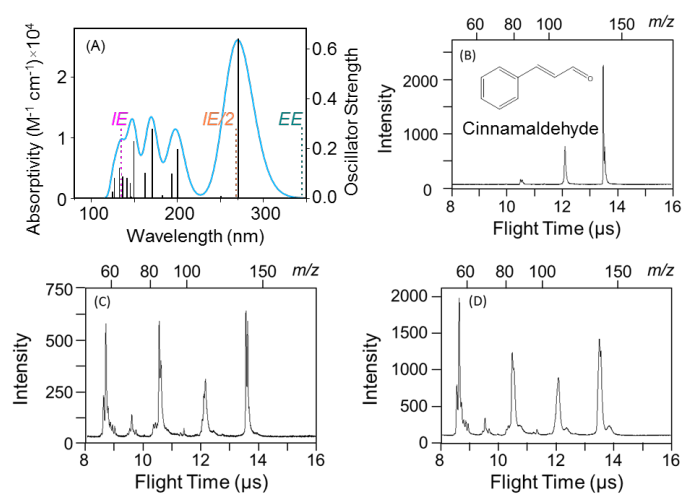 (A)
IE
IE/2
EE
2
1
0
0.6
0.4
0.2
0.0
100
200
300
Absorptivity (M⁻¹ cm⁻¹)×10⁴
Oscillator Strength
Wavelength (nm)
60 80 110 150 m/z
(B)
O
Cinnamaldehyde
2000
1000
0
Intensity
8 10 12 14 16
Flight Time (µs)
60 80 100 150 m/z
(C)
750
500
250
0
Intensity
8 10 12 14 16
Flight Time (µs)
60 80 110 150 m/z
(D)
2000
1500
1000
500
0
Intensity
8 10 12 14 16
Flight Time (µs)